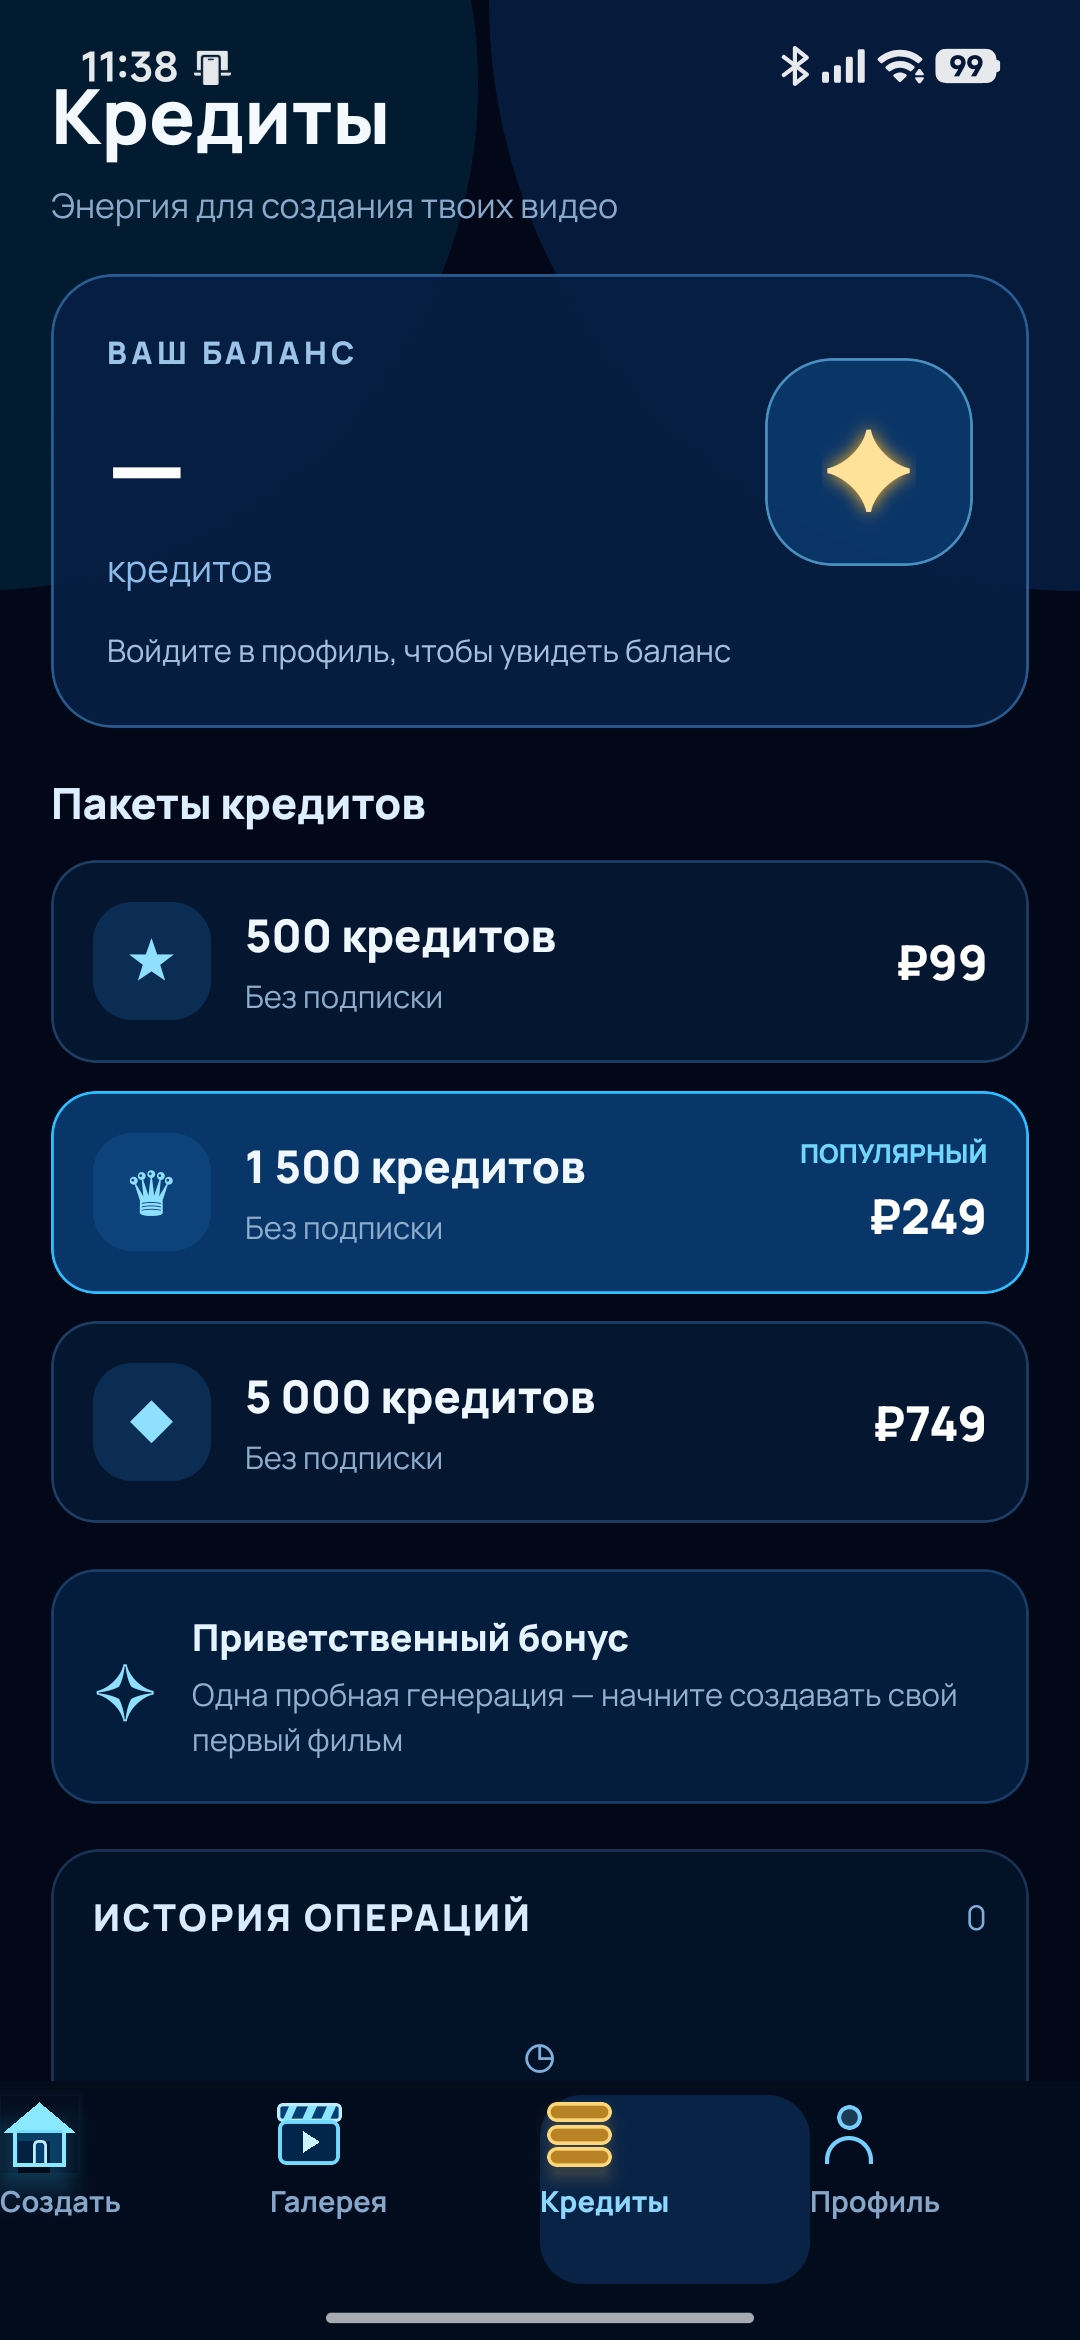 11:38
99
Кредиты
Энергия для создания твоих видео
ВАШ БАЛАНС
—
кредитов
Войдите в профиль, чтобы увидеть баланс
Пакеты кредитов
500 кредитов
Без подписки
₽99
1 500 кредитов
Без подписки
ПОПУЛЯРНЫЙ
₽249
5 000 кредитов
Без подписки
₽749
Приветственный бонус
Одна пробная генерация — начните создавать свой
первый фильм
ИСТОРИЯ ОПЕРАЦИЙ
0
Создать
Галерея
Кредиты
Профиль